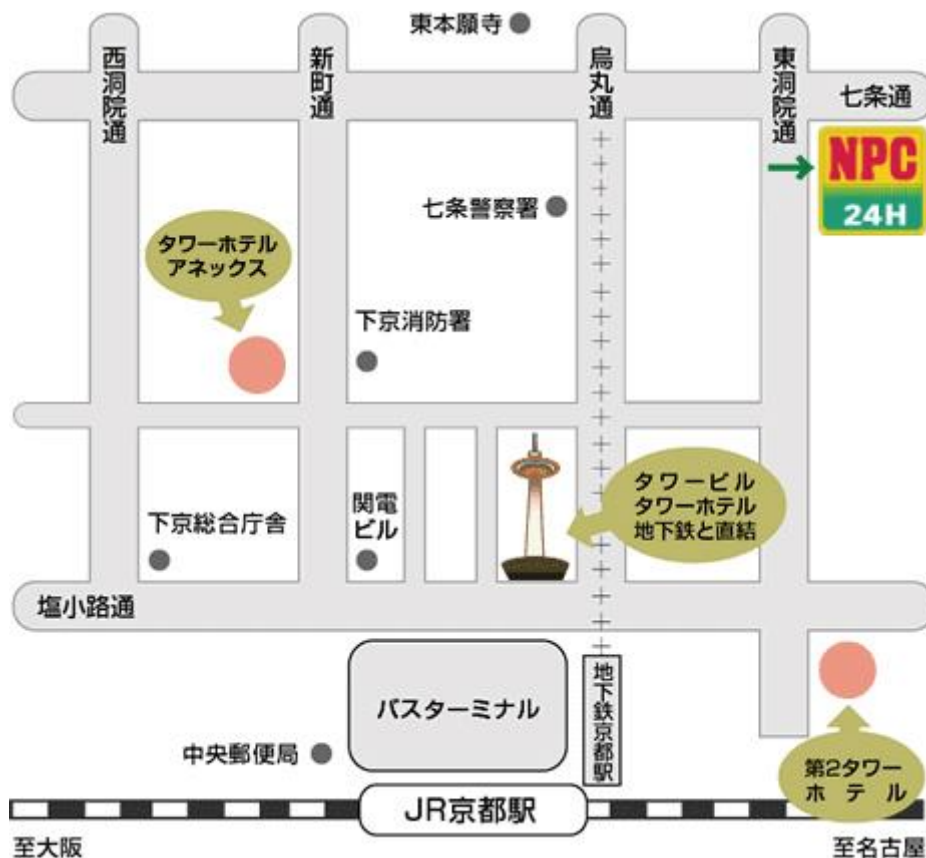 東本願寺
西洞院通
新町通
烏丸通
東洞院通
七条通
NPC
24H
七条警察署
タワーホテル
アネックス
下京消防署
タワービル
タワーホテル
地下鉄と直結
関電
ビル
下京総合庁舎
塩小路通
バスターミナル
地下鉄京都駅
中央郵便局
第2タワー
ホテル
JR京都駅
至大阪
至名古屋